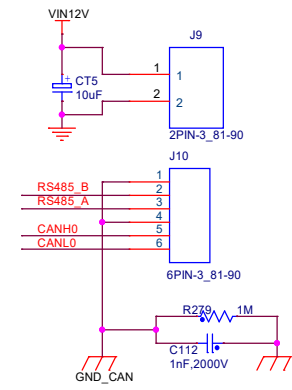 VIN12V
J9
1 1
CT5
10uF
2 2
2PIN-3_81-90
J10
1
RS485_B 2
RS485_A 3
4
CANH0 5
CANL0 6
6PIN-3_81-90
R279 1M
C112
1nF,2000V
GND_CAN